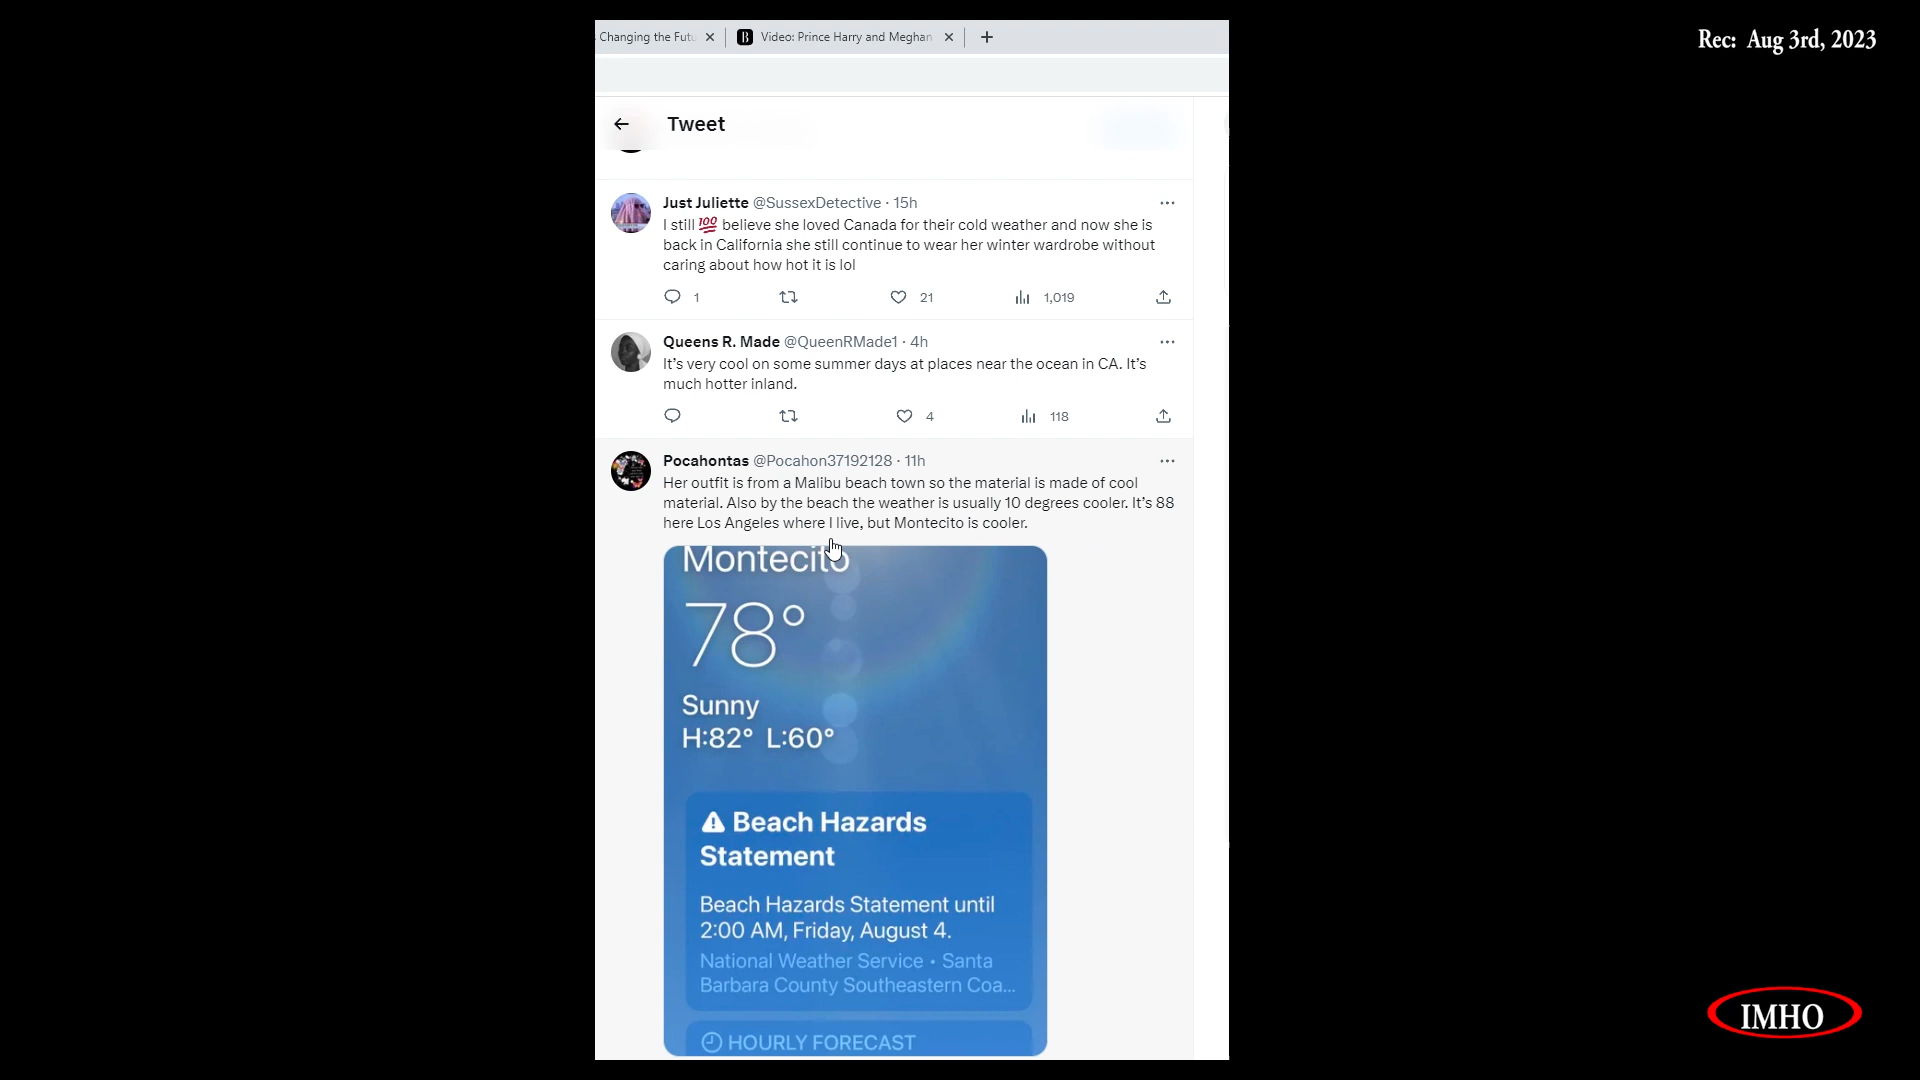 Changing the Futu
Video: Prince Harry and Meghan
Rec: Aug 3rd, 2023
Tweet
Just Juliette @SussexDetective · 15h
I still 💯 believe she loved Canada for their cold weather and now she is
back in California she still continue to wear her winter wardrobe without
caring about how hot it is lol
1 21 1,019
Queens R. Made @QueenRMade1 · 4h
It’s very cool on some summer days at places near the ocean in CA. It’s
much hotter inland.
4 118
Pocahontas @Pocahon37192128 · 11h
Her outfit is from a Malibu beach town so the material is made of cool
material. Also by the beach the weather is usually 10 degrees cooler. It’s 88
here Los Angeles where I live, but Montecito is cooler.
Montecito
78°
Sunny
H:82° L:60°
Beach Hazards
Statement
Beach Hazards Statement until
2:00 AM, Friday, August 4.
National Weather Service • Santa
Barbara County Southeastern Coa...
HOURLY FORECAST
IMHO